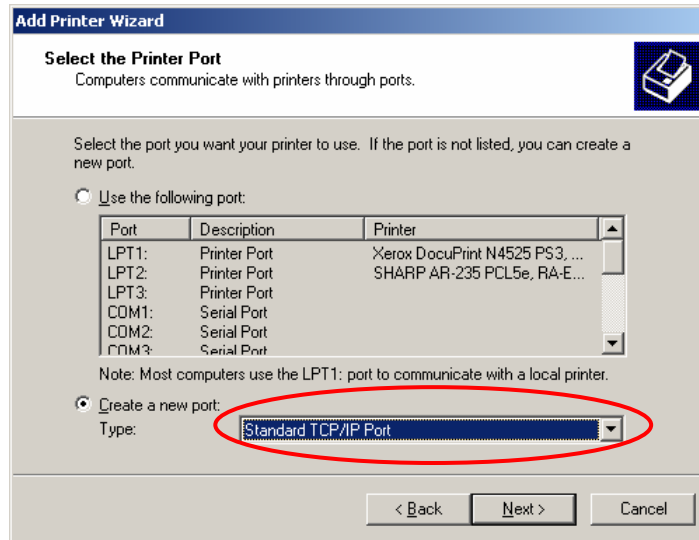 Add Printer Wizard
Select the Printer Port
Computers communicate with printers through ports.
Select the port you want your printer to use. If the port is not listed, you can create a
new port.
Use the following port:
Port Description Printer
LPT1: Printer Port Xerox DocuPrint N4525 PS3, ...
LPT2: Printer Port SHARP AR-235 PCL5e, RA-E...
LPT3: Printer Port
COM1: Serial Port
COM2: Serial Port
COM3: Serial Port
Note: Most computers use the LPT1: port to communicate with a local printer.
Create a new port:
Type: Standard TCP/IP Port
< Back Next > Cancel